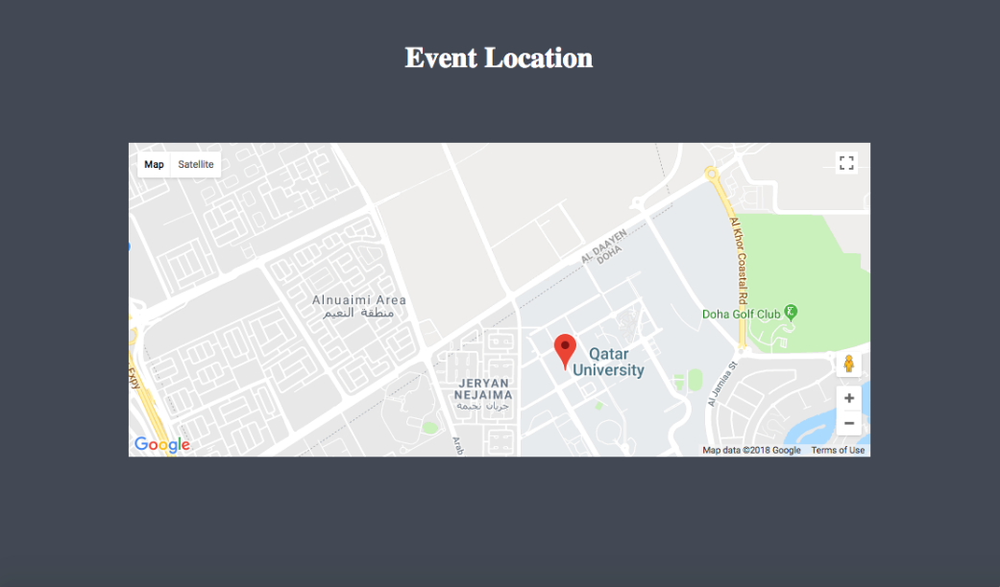 Event Location
Map Satellite
Al Khor Coastal Rd
AL DAAYEN
DOHA
Alnuaimi Area
منطقة النعيم
Doha Golf Club
Qatar
University
Expy
JERYAN
NEJAIMA
جريان نجيمة
Al Jamiaa St
Arab
+
−
Google
Map data ©2018 Google Terms of Use